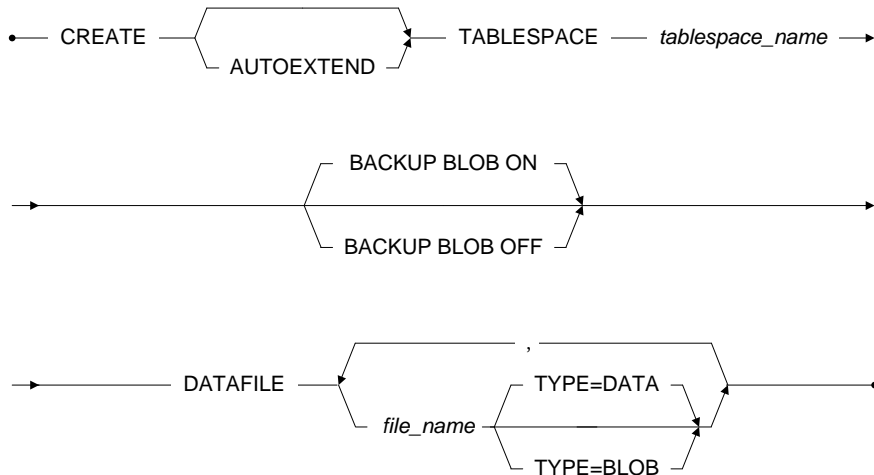 CREATE TABLESPACE tablespace_name
AUTOEXTEND
BACKUP BLOB ON
BACKUP BLOB OFF
,
DATAFILE TYPE=DATA
file_name
TYPE=BLOB